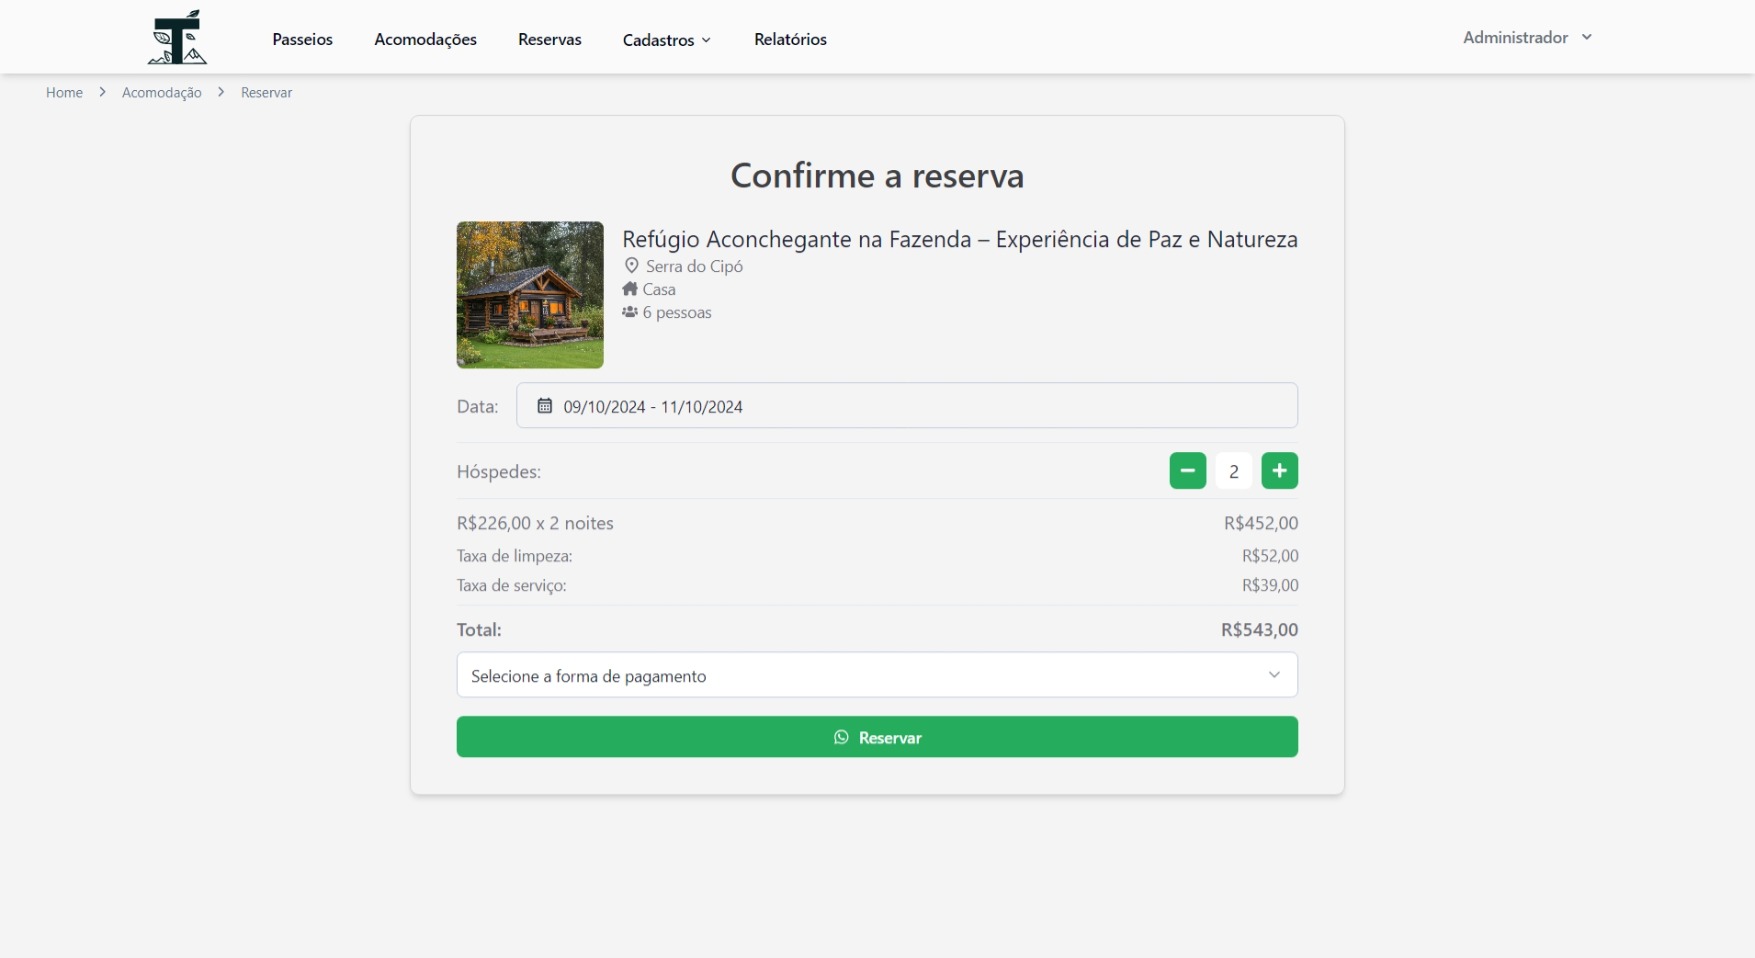 Passeios Acomodações Reservas Cadastros Relatórios Administrador
Home Acomodação Reservar
Confirme a reserva
Refúgio Aconchegante na Fazenda – Experiência de Paz e Natureza
Serra do Cipó
Casa
6 pessoas
Data: 09/10/2024 - 11/10/2024
Hóspedes: 2
R$226,00 x 2 noites R$452,00
Taxa de limpeza: R$52,00
Taxa de serviço: R$39,00
Total: R$543,00
Selecione a forma de pagamento
Reservar